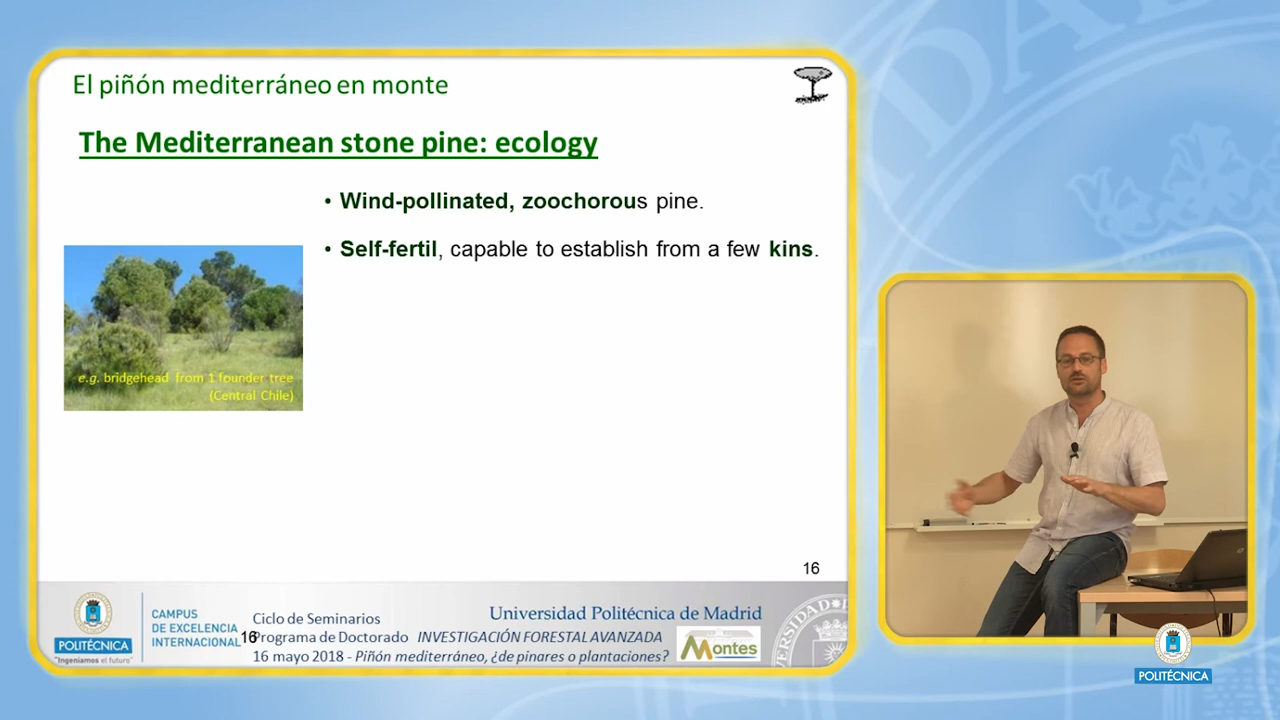 El piñón mediterráneo en monte
The Mediterranean stone pine: ecology
• Wind-pollinated, zoochorous pine.
• Self-fertil, capable to establish from a few kins.
e.g. bridgehead from 1 founder tree
(Central Chile)
16
POLITÉCNICA
"Ingeniamos el futuro"
CAMPUS
DE EXCELENCIA
INTERNACIONAL
16
Ciclo de Seminarios
Programa de Doctorado INVESTIGACIÓN FORESTAL AVANZADA
16 mayo 2018 - Piñón mediterráneo, ¿de pinares o plantaciones?
Universidad Politécnica de Madrid
Montes
POLITÉCNICA